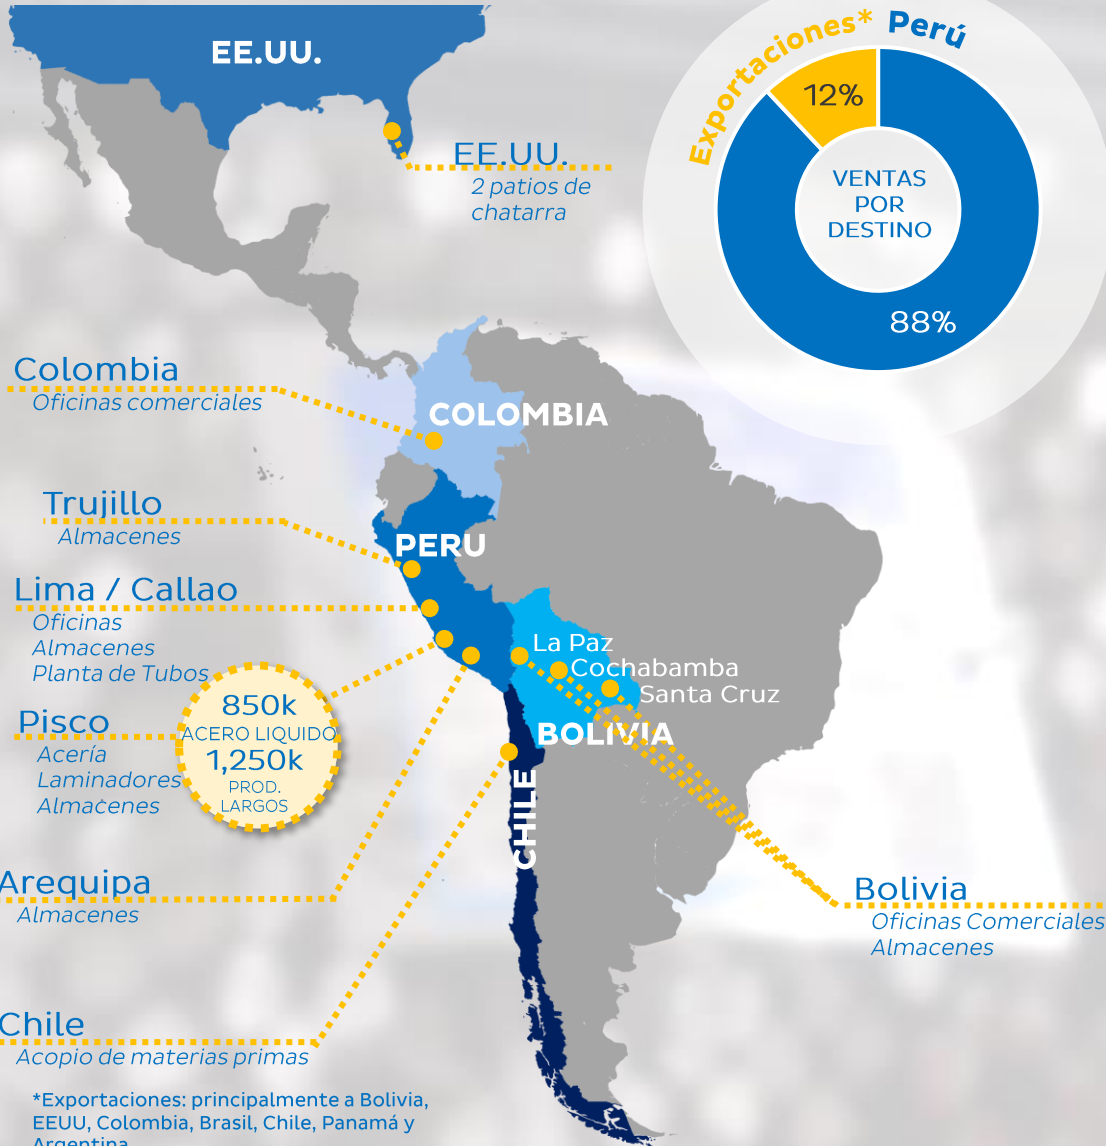 EE.UU.
Exportaciones* Perú
12%
VENTAS
POR
DESTINO
88%
EE.UU.
2 patios de
chatarra
Colombia
Oficinas comerciales
COLOMBIA
Trujillo
Almacenes
PERU
Lima / Callao
Oficinas
Almacenes
Planta de Tubos
La Paz
Cochabamba
Santa Cruz
BOLIVIA
Pisco
Acería
Laminadores
Almacenes
850k
ACERO LIQUIDO
1,250k
PROD.
LARGOS
CHILE
Arequipa
Almacenes
Bolivia
Oficinas Comerciales
Almacenes
Chile
Acopio de materias primas
*Exportaciones: principalmente a Bolivia,
EEUU, Colombia, Brasil, Chile, Panamá y
Argentina